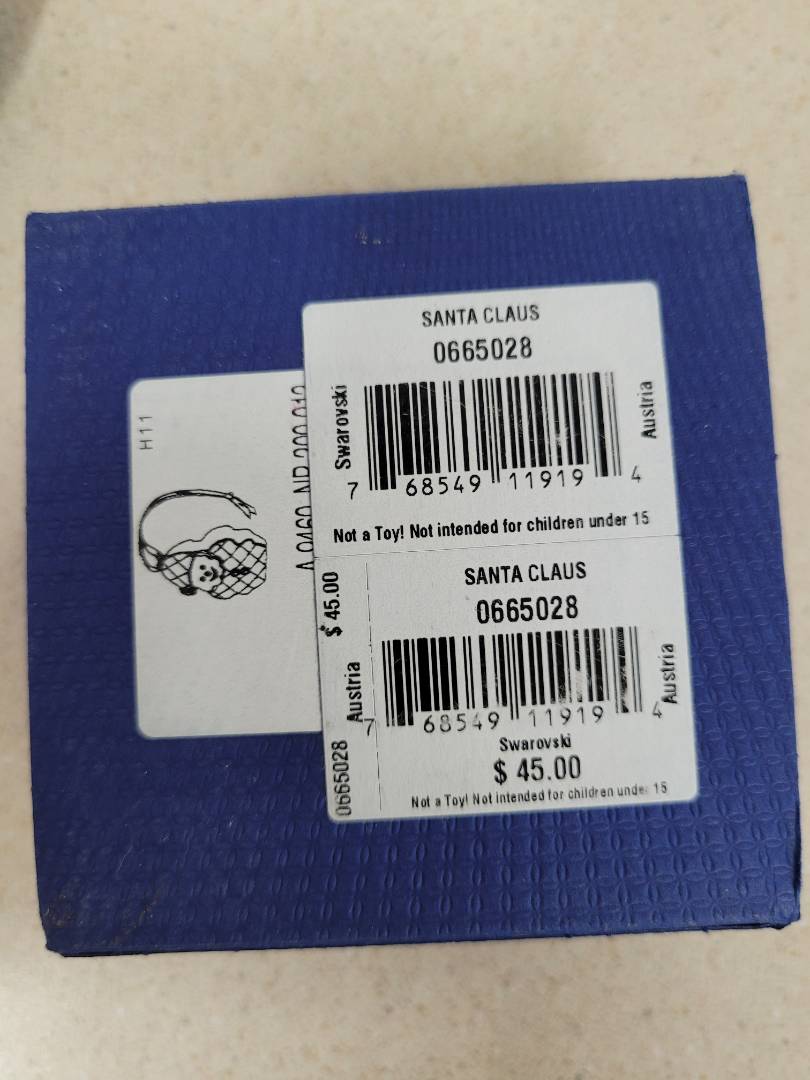 H11
SANTA CLAUS
0665028
Swarovski
Austria
7 68549 11919 4
Not a Toy! Not intended for children under 15
$ 45.00
Austria
0665028
SANTA CLAUS
0665028
Austria
7 68549 11919 4
Swarovski
$ 45.00
Not a Toy! Not intended for children under 15